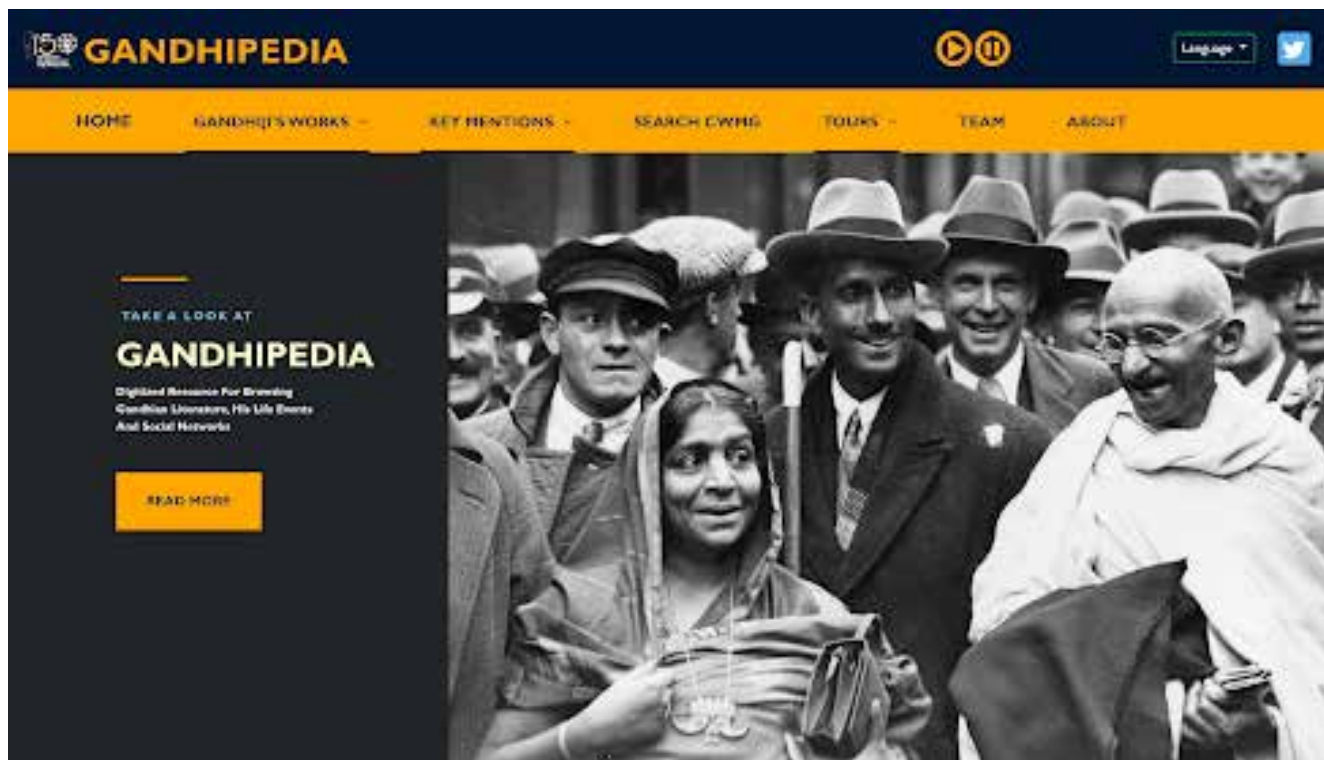 150
GANDHIPEDIA
Language
HOME
GANDHIJI'S WORKS
KEY MENTIONS
SEARCH CWMG
TOURS
TEAM
ABOUT
TAKE A LOOK AT
GANDHIPEDIA
Digitized Resource For Browsing
Gandhian Literature, His Life Events
And Social Networks
READ MORE